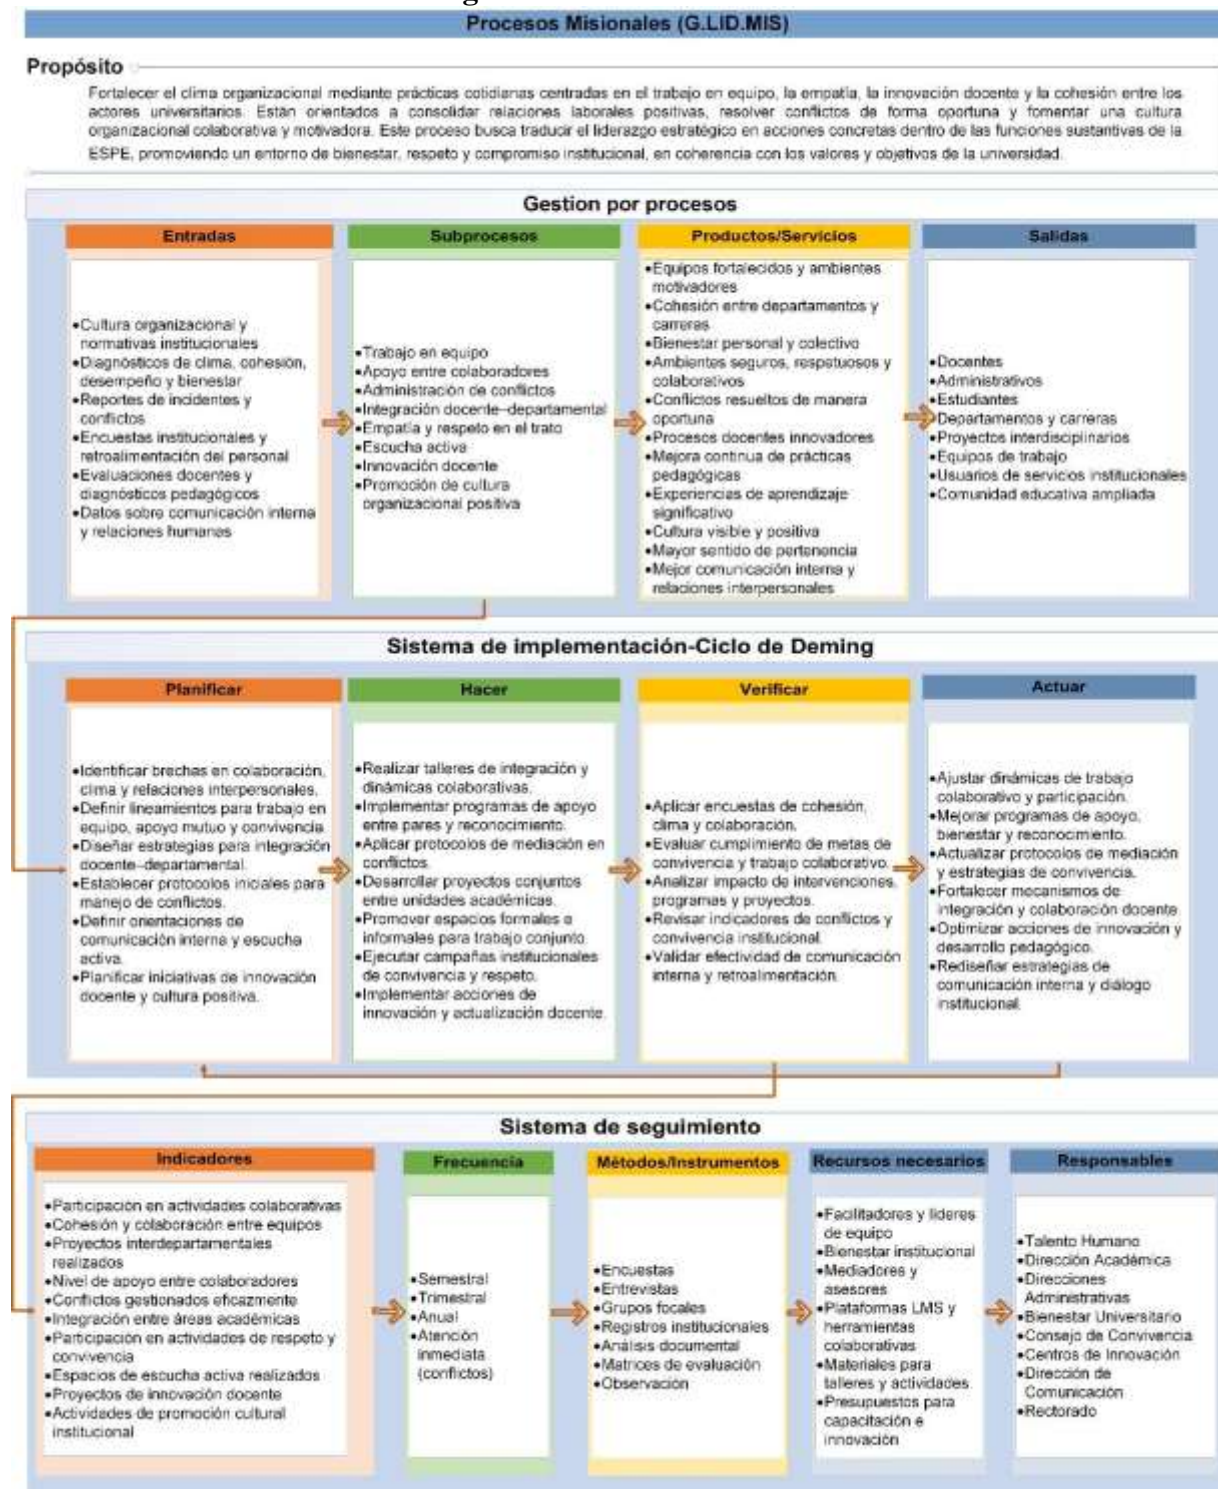 Procesos Misionales (G.LID.MIS)
Propósito
Fortalecer el clima organizacional mediante prácticas cotidianas centradas en el trabajo en equipo, la empatía, la innovación docente y la cohesión entre los
actores universitarios. Están orientados a consolidar relaciones laborales positivas, resolver conflictos de forma oportuna y fomentar una cultura
organizacional colaborativa y motivadora. Este proceso busca traducir el liderazgo estratégico en acciones concretas dentro de las funciones sustantivas de la
ESPE, promoviendo un entorno de bienestar, respeto y compromiso institucional, en coherencia con los valores y objetivos de la universidad.
Gestion por procesos
Entradas
•Cultura organizacional y
normativas institucionales
•Diagnósticos de clima, cohesión,
desempeño y bienestar
•Reportes de incidentes y
conflictos
•Encuestas institucionales y
retroalimentación del personal
•Evaluaciones docentes y
diagnósticos pedagógicos
•Datos sobre comunicación interna
y relaciones humanas
Subprocesos
•Trabajo en equipo
•Apoyo entre colaboradores
•Administración de conflictos
•Integración docente–departamental
•Empatía y respeto en el trato
•Escucha activa
•Innovación docente
•Promoción de cultura
organizacional positiva
Productos/Servicios
•Equipos fortalecidos y ambientes
motivadores
•Cohesión entre departamentos y
carreras
•Bienestar personal y colectivo
•Ambientes seguros, respetuosos y
colaborativos
•Conflictos resueltos de manera
oportuna
•Procesos docentes innovadores
•Mejora continua de prácticas
pedagógicas
•Experiencias de aprendizaje
significativo
•Cultura visible y positiva
•Mayor sentido de pertenencia
•Mejor comunicación interna y
relaciones interpersonales
Salidas
•Docentes
•Administrativos
•Estudiantes
•Departamentos y carreras
•Proyectos interdisciplinarios
•Equipos de trabajo
•Usuarios de servicios institucionales
•Comunidad educativa ampliada
Sistema de implementación-Ciclo de Deming
Planificar
•Identificar brechas en colaboración,
clima y relaciones interpersonales.
•Definir lineamientos para trabajo en
equipo, apoyo mutuo y convivencia
•Diseñar estrategias para integración
docente–departamental.
•Establecer protocolos iniciales para
manejo de conflictos.
•Definir orientaciones de
comunicación interna y escucha
activa.
•Planificar iniciativas de innovación
docente y cultura positiva.
Hacer
•Realizar talleres de integración y
dinámicas colaborativas.
•Implementar programas de apoyo
entre pares y reconocimiento.
•Aplicar protocolos de mediación en
conflictos.
•Desarrollar proyectos conjuntos
entre unidades académicas.
•Promover espacios formales e
informales para trabajo conjunto.
•Ejecutar campañas institucionales
de convivencia y respeto.
•Implementar acciones de
innovación y actualización docente.
Verificar
•Aplicar encuestas de cohesión,
clima y colaboración.
•Evaluar cumplimiento de metas de
convivencia y trabajo colaborativo.
•Analizar impacto de intervenciones,
programas y proyectos.
•Revisar indicadores de conflictos y
convivencia institucional.
•Validar efectividad de comunicación
interna y retroalimentación.
Actuar
•Ajustar dinámicas de trabajo
colaborativo y participación.
•Mejorar programas de apoyo,
bienestar y reconocimiento.
•Actualizar protocolos de mediación
y estrategias de convivencia.
•Fortalecer mecanismos de
integración y colaboración docente
•Optimizar acciones de innovación y
desarrollo pedagógico.
•Rediseñar estrategias de
comunicación interna y diálogo
institucional.
Sistema de seguimiento
Indicadores
•Participación en actividades colaborativas
•Cohesión y colaboración entre equipos
•Proyectos interdepartamentales
realizados
•Nivel de apoyo entre colaboradores
•Conflictos gestionados eficazmente
•Integración entre áreas académicas
•Participación en actividades de respeto y
convivencia
•Espacios de escucha activa realizados
•Proyectos de innovación docente
•Actividades de promoción cultural
institucional
Frecuencia
•Semestral
•Trimestral
•Anual
•Atención
inmediata
(conflictos)
Métodos/Instrumentos
•Encuestas
•Entrevistas
•Grupos focales
•Registros institucionales
•Análisis documental
•Matrices de evaluación
•Observación
Recursos necesarios
•Facilitadores y líderes
de equipo
•Bienestar institucional
•Mediadores y
asesores
•Plataformas LMS y
herramientas
colaborativas
•Materiales para
talleres y actividades
•Presupuestos para
capacitación e
innovación
Responsables
•Talento Humano
•Dirección Académica
•Direcciones
Administrativas
•Bienestar Universitario
•Consejo de Convivencia
•Centros de Innovación
•Dirección de
Comunicación
•Rectorado